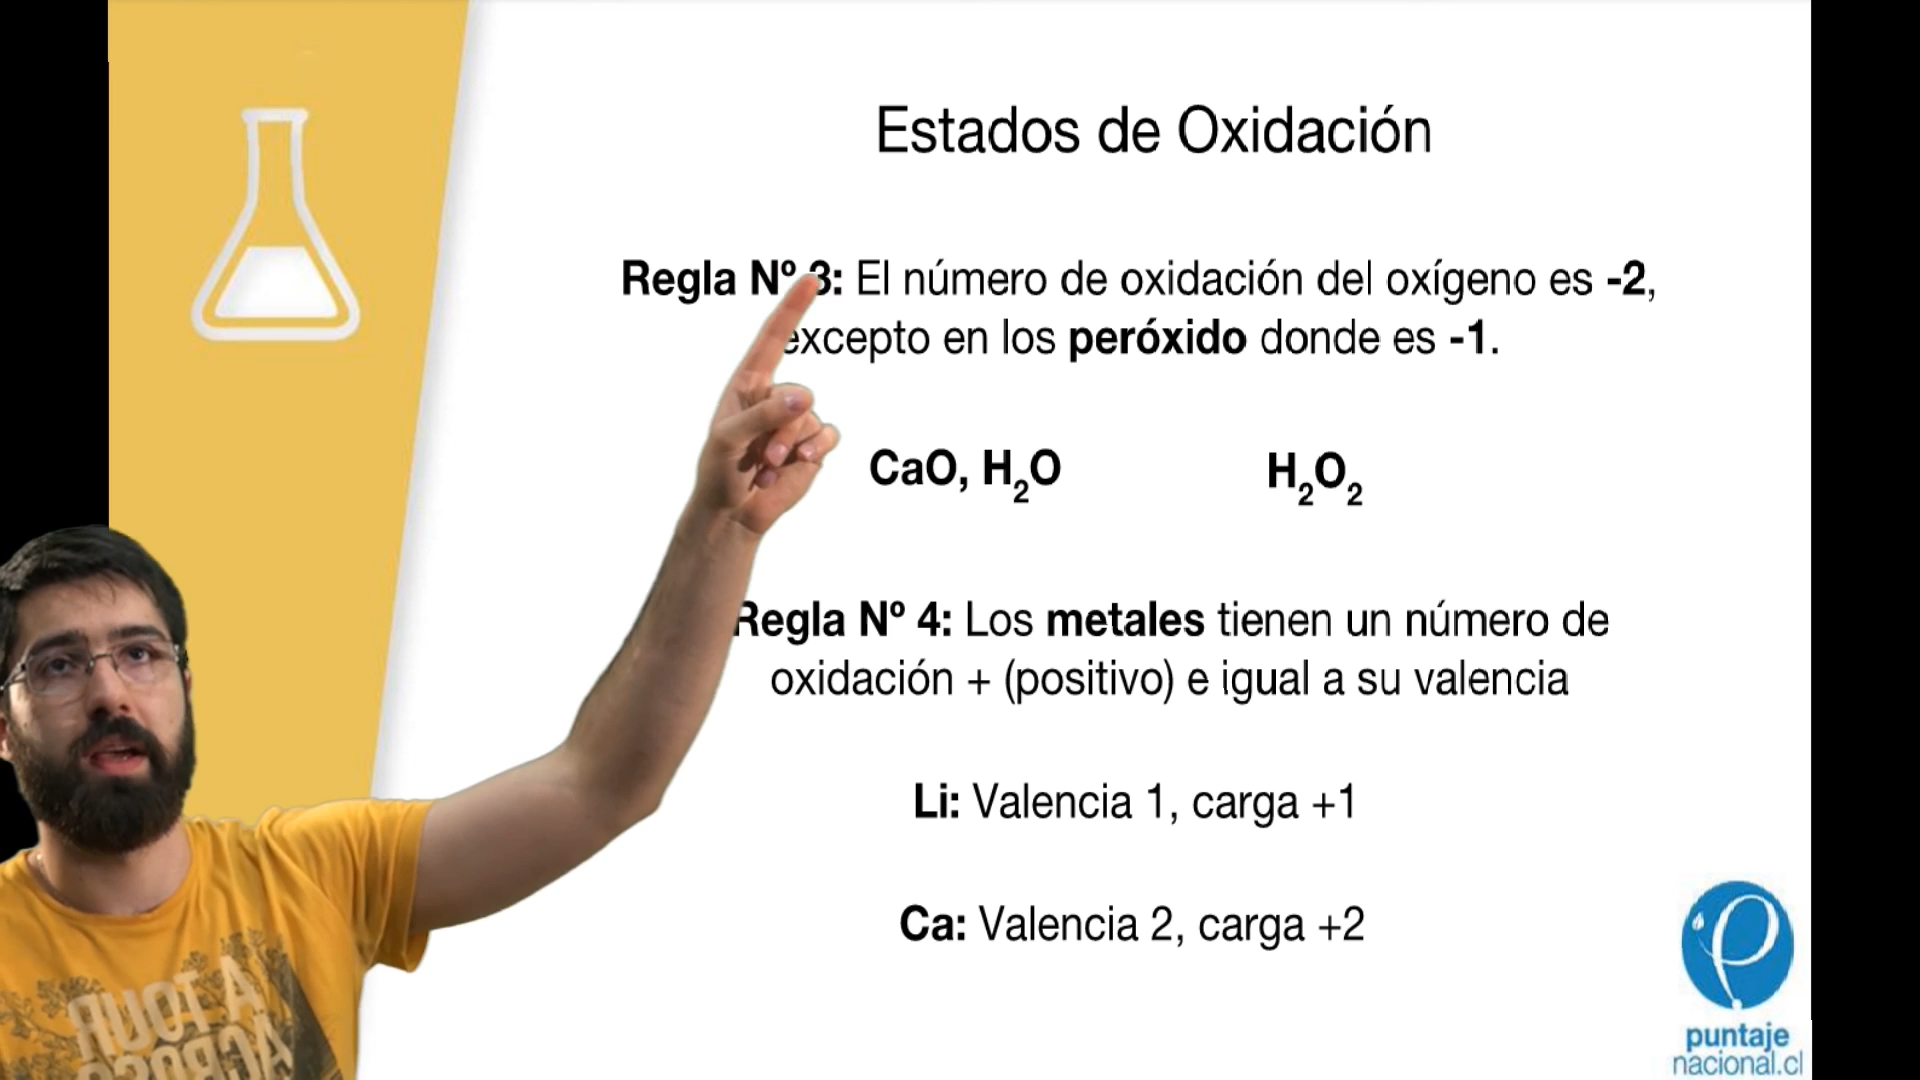 Estados de Oxidación
Regla Nº 3: El número de oxidación del oxígeno es -2,
excepto en los peróxido donde es -1.
CaO, H₂O
H₂O₂
Regla Nº 4: Los metales tienen un número de
oxidación + (positivo) e igual a su valencia
Li: Valencia 1, carga +1
Ca: Valencia 2, carga +2
puntaje
nacional.cl
A TOUR
ACROSS